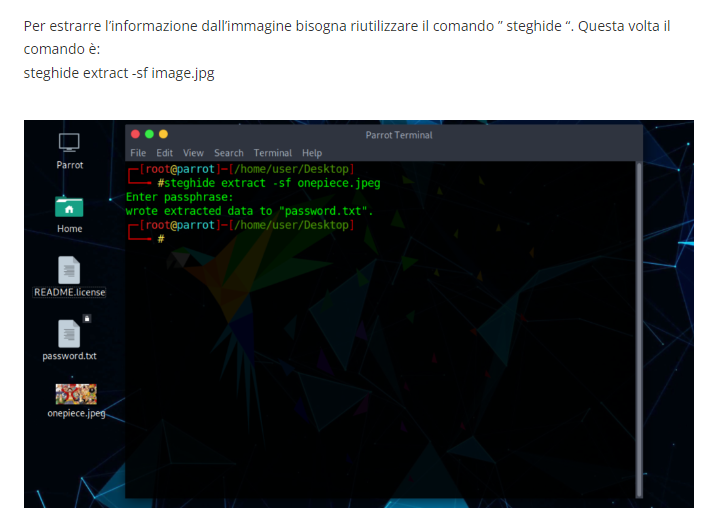 Per estrarre l’informazione dall’immagine bisogna riutilizzare il comando ” steghide “. Questa volta il
comando è:
steghide extract -sf image.jpg
Parrot Terminal
File Edit View Search Terminal Help
[root@parrot]-[/home/user/Desktop]
#steghide extract -sf onepiece.jpeg
Enter passphrase:
wrote extracted data to "password.txt".
[root@parrot]-[/home/user/Desktop]
#
Parrot
Home
README.license
password.txt
onepiece.jpeg